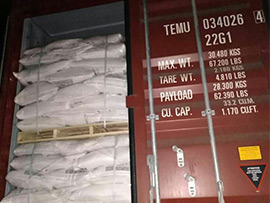 TEMU 034026 4
22G1
MAX. WT. 30.480 KGS
67.200 LBS
TARE WT. 2.180 KGS
4.810 LBS
PAYLOAD 28.300 KGS
62.390 LBS
CU. CAP. 33.2 CU.M.
1.170 CU.FT.